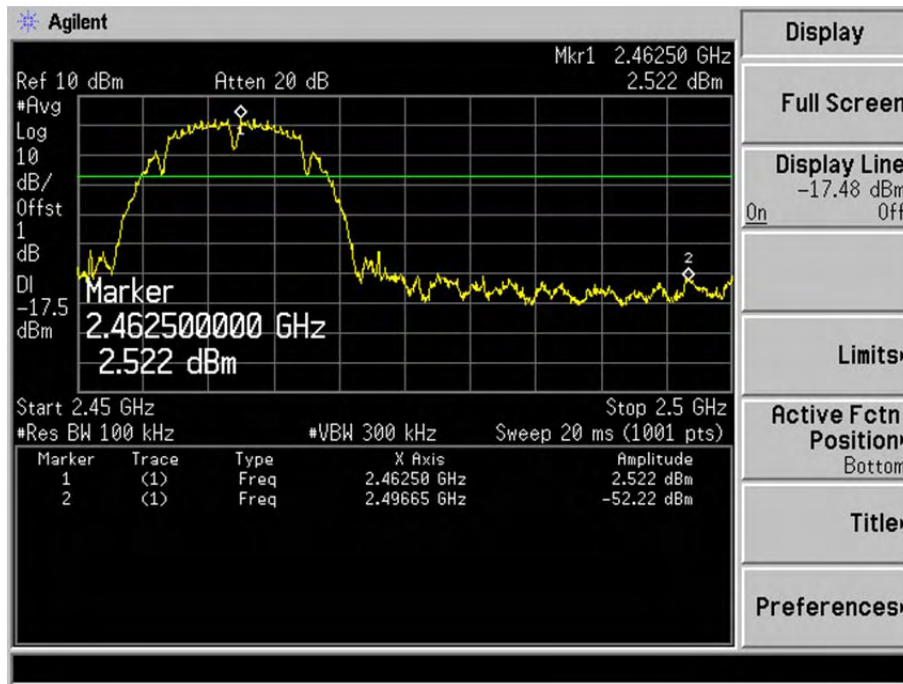 Agilent
Mkr1 2.46250 GHz
Ref 10 dBm Atten 20 dB 2.522 dBm
#Avg
Log
10
dB/
Offst
1
dB
DI
-17.5
dBm
1
2
Marker
2.462500000 GHz
2.522 dBm
Start 2.45 GHz Stop 2.5 GHz
#Res BW 100 kHz #VBW 300 kHz Sweep 20 ms (1001 pts)
Marker Trace Type X Axis Amplitude
1 (1) Freq 2.46250 GHz 2.522 dBm
2 (1) Freq 2.49665 GHz -52.22 dBm
Display
Full Screen
Display Line
-17.48 dBm
On Off
Limits
Active Fctn
Position
Bottom
Title
Preferences